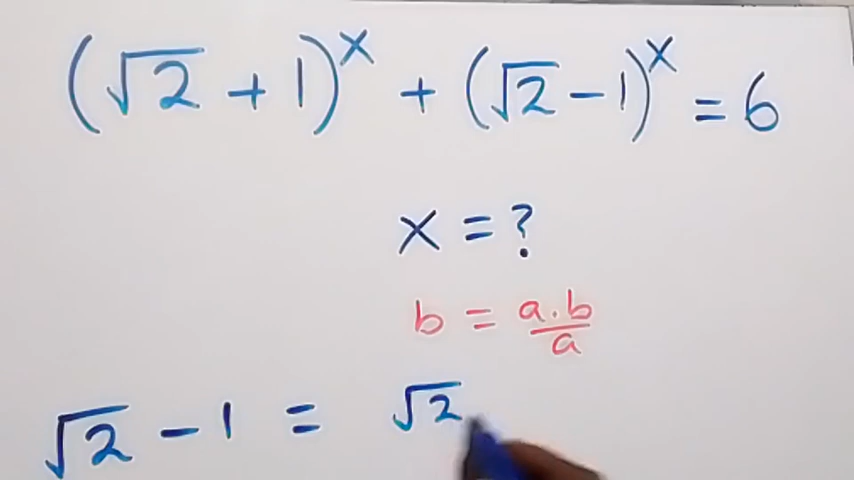 (√2 + 1)^x + (√2 - 1)^x = 6
x = ?
b = a.b/a
√2 - 1 = √2